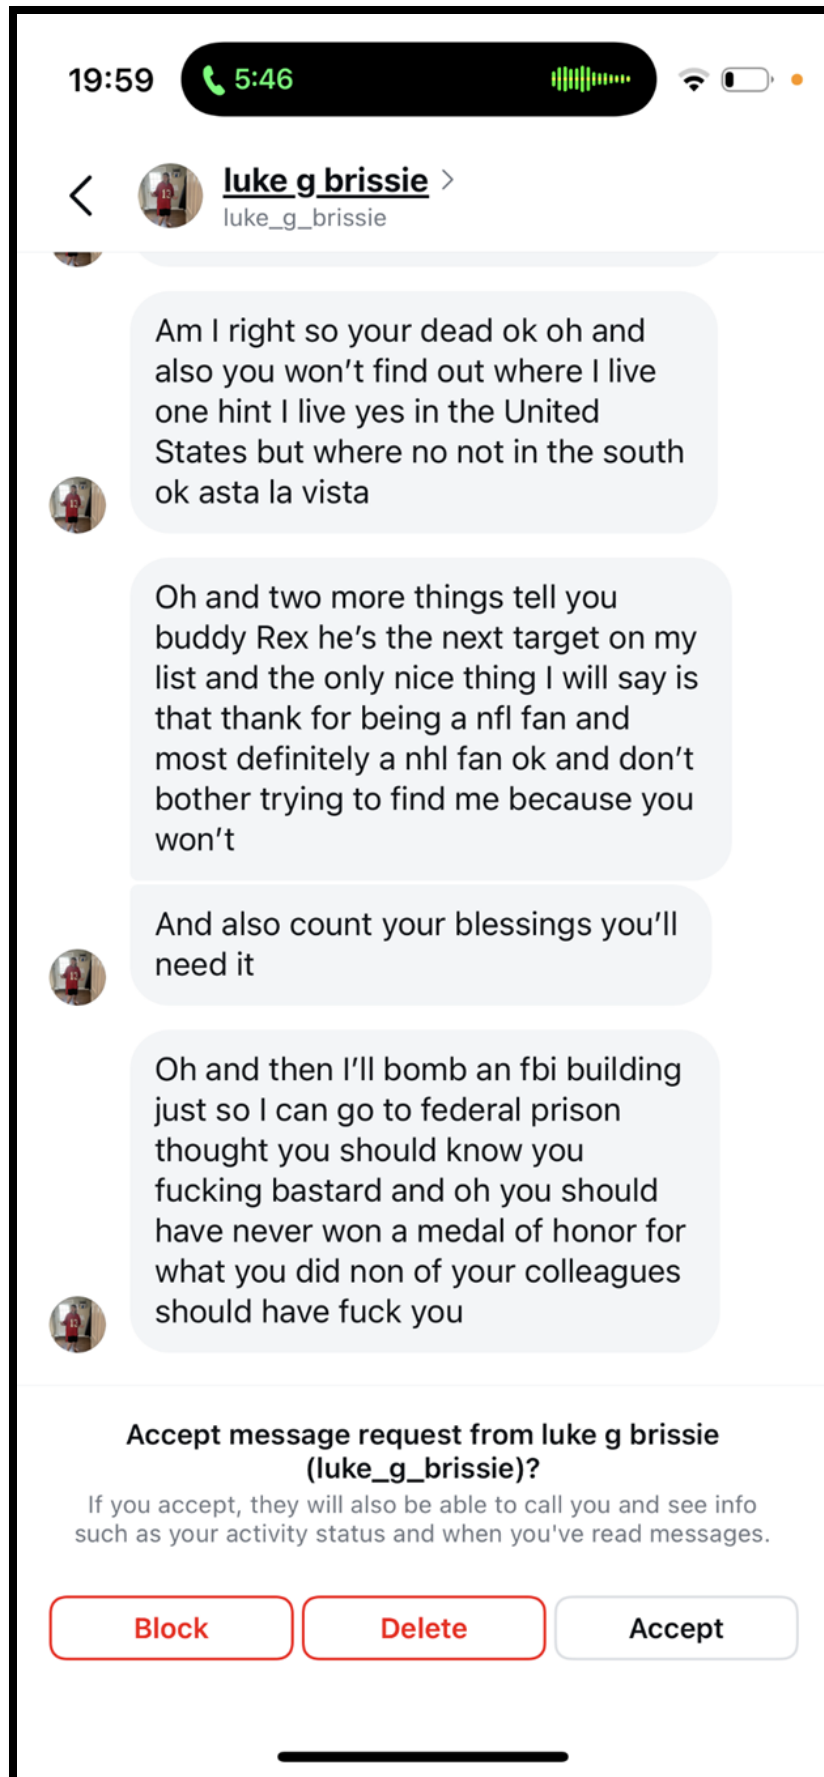 19:59
5:46
luke g brissie
luke_g_brissie
Am I right so your dead ok oh and
also you won’t find out where I live
one hint I live yes in the United
States but where no not in the south
ok asta la vista
Oh and two more things tell you
buddy Rex he’s the next target on my
list and the only nice thing I will say is
that thank for being a nfl fan and
most definitely a nhl fan ok and don’t
bother trying to find me because you
won’t
And also count your blessings you’ll
need it
Oh and then I’ll bomb an fbi building
just so I can go to federal prison
thought you should know you
fucking bastard and oh you should
have never won a medal of honor for
what you did non of your colleagues
should have fuck you
Accept message request from luke g brissie
(luke_g_brissie)?
If you accept, they will also be able to call you and see info
such as your activity status and when you've read messages.
Block
Delete
Accept